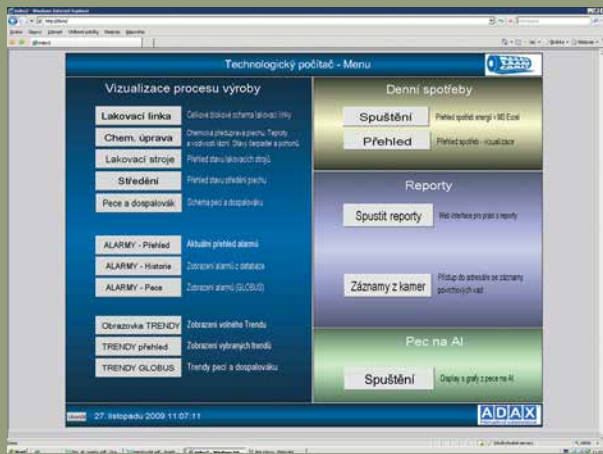 Technologický počítač - Menu
Vizualizace procesu výroby
Lakovací linka
Celkové blokové schema lakovací linky
Chem. úprava
Chemická předúprava plechu. Teploty
a vodivosti lázní. Stavy čerpadel a pohonů.
Lakovací stroje
Přehled stavu lakovacích strojů
Středění
Přehled stavu středění plechu
Pece a dospalovák
Schema pecí a dospalováku
ALARMY - Přehled
Aktuální přehled alarmů
ALARMY - Historie
Zobrazení alarmů z databáze
ALARMY - Pece
Zobrazení alarmů (GLOBUS)
Obrazovka TRENDY
Zobrazení volného Trendu
TRENDY přehled
Zobrazení vybraných trendů
TRENDY GLOBUS
Trendy pecí a dospalováku
Denní spotřeby
Spuštění
Přehled spotřeb energií v MS Excel
Přehled
Přehled spotřeb - vizualizace
Reporty
Spustit reporty
Web interface pro práci s reporty
Záznamy z kamer
Přístup do adresáře se záznamy
povrchových vad
Pec na Al
Spuštění
Display s grafy z pece na Al
27. listopadu 2009 11:07:11
ADAX